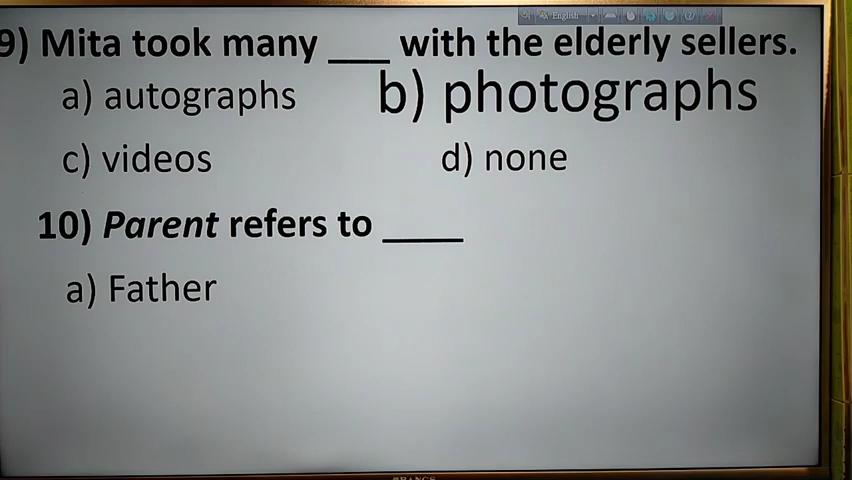 English
9) Mita took many ___ with the elderly sellers.
a) autographs b) photographs
c) videos d) none
10) Parent refers to ____
a) Father